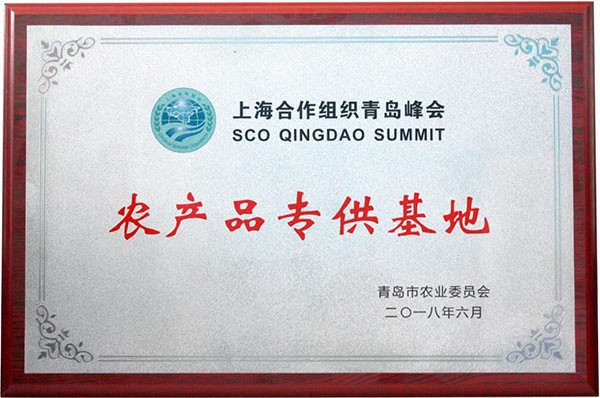 上海合作组织青岛峰会
SCO QINGDAO SUMMIT
农产品专供基地
青岛市农业委员会
二〇一八年六月